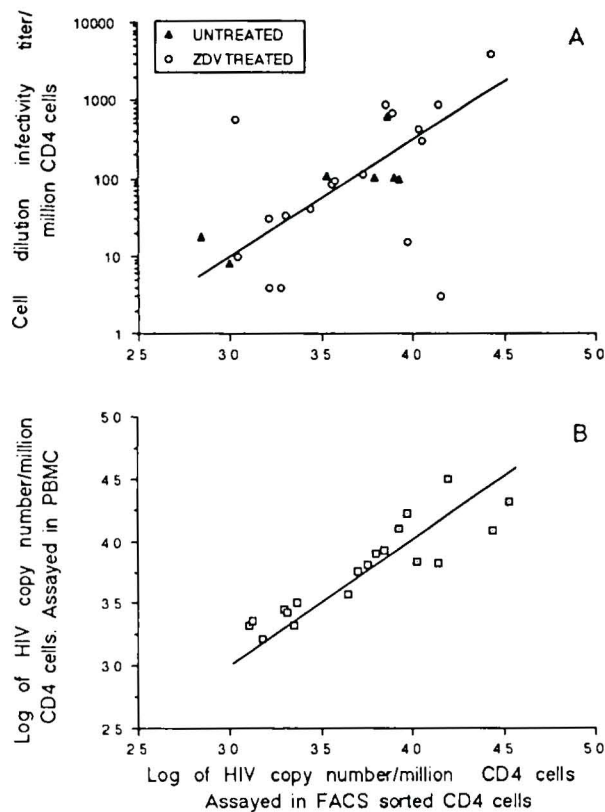 Cell dilution infectivity titer/
million CD4 cells
10000
1000
100
10
1
▲ UNTREATED
○ ZDV TREATED
A
2.5 3.0 3.5 4.0 4.5 5.0
Log of HIV copy number/million
CD4 cells. Assayed in PBMC
5.0
4.5
4.0
3.5
3.0
2.5
B
2.5 3.0 3.5 4.0 4.5 5.0
Log of HIV copy number/million CD4 cells
Assayed in FACS sorted CD4 cells